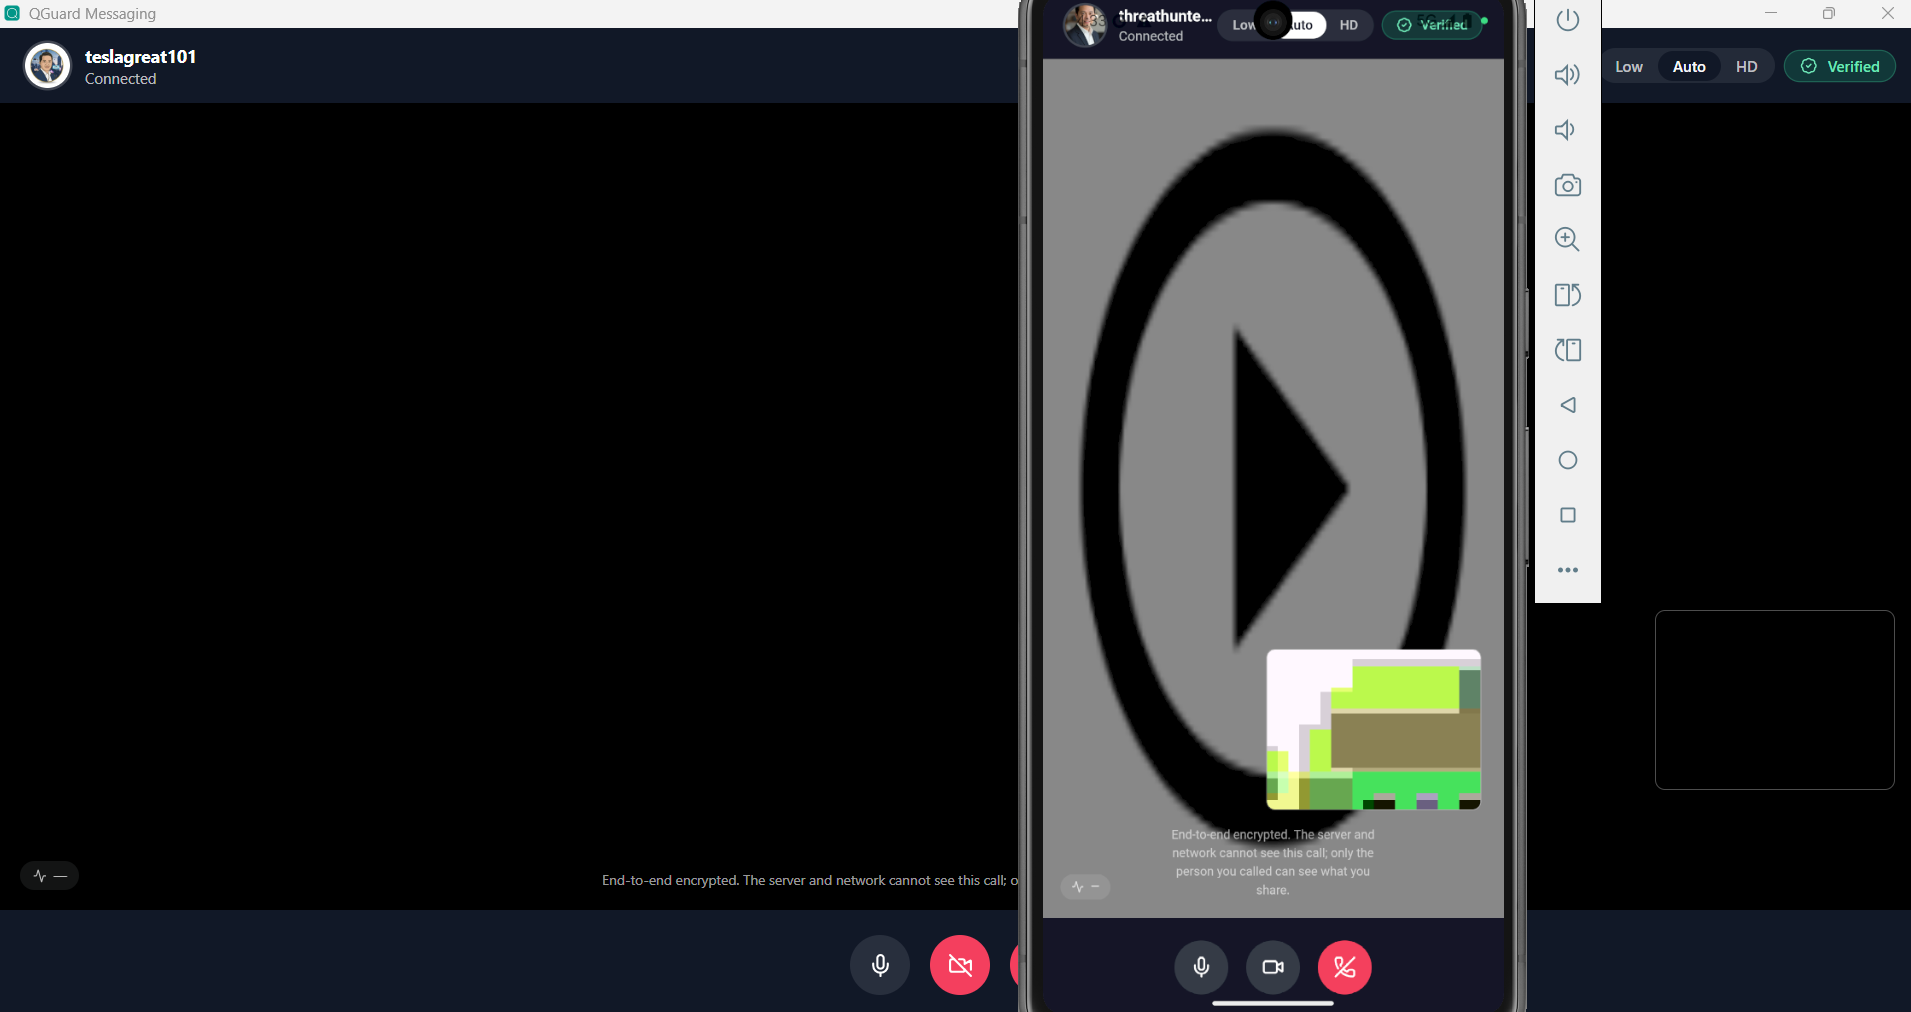 QGuard Messaging
teslagreat101
Connected
Low Auto HD Verified
threathunte...
Connected
HD Verified
End-to-end encrypted. The server and network cannot see this call; o
End-to-end encrypted. The server and
network cannot see this call; only the
person you called can see what you
share.